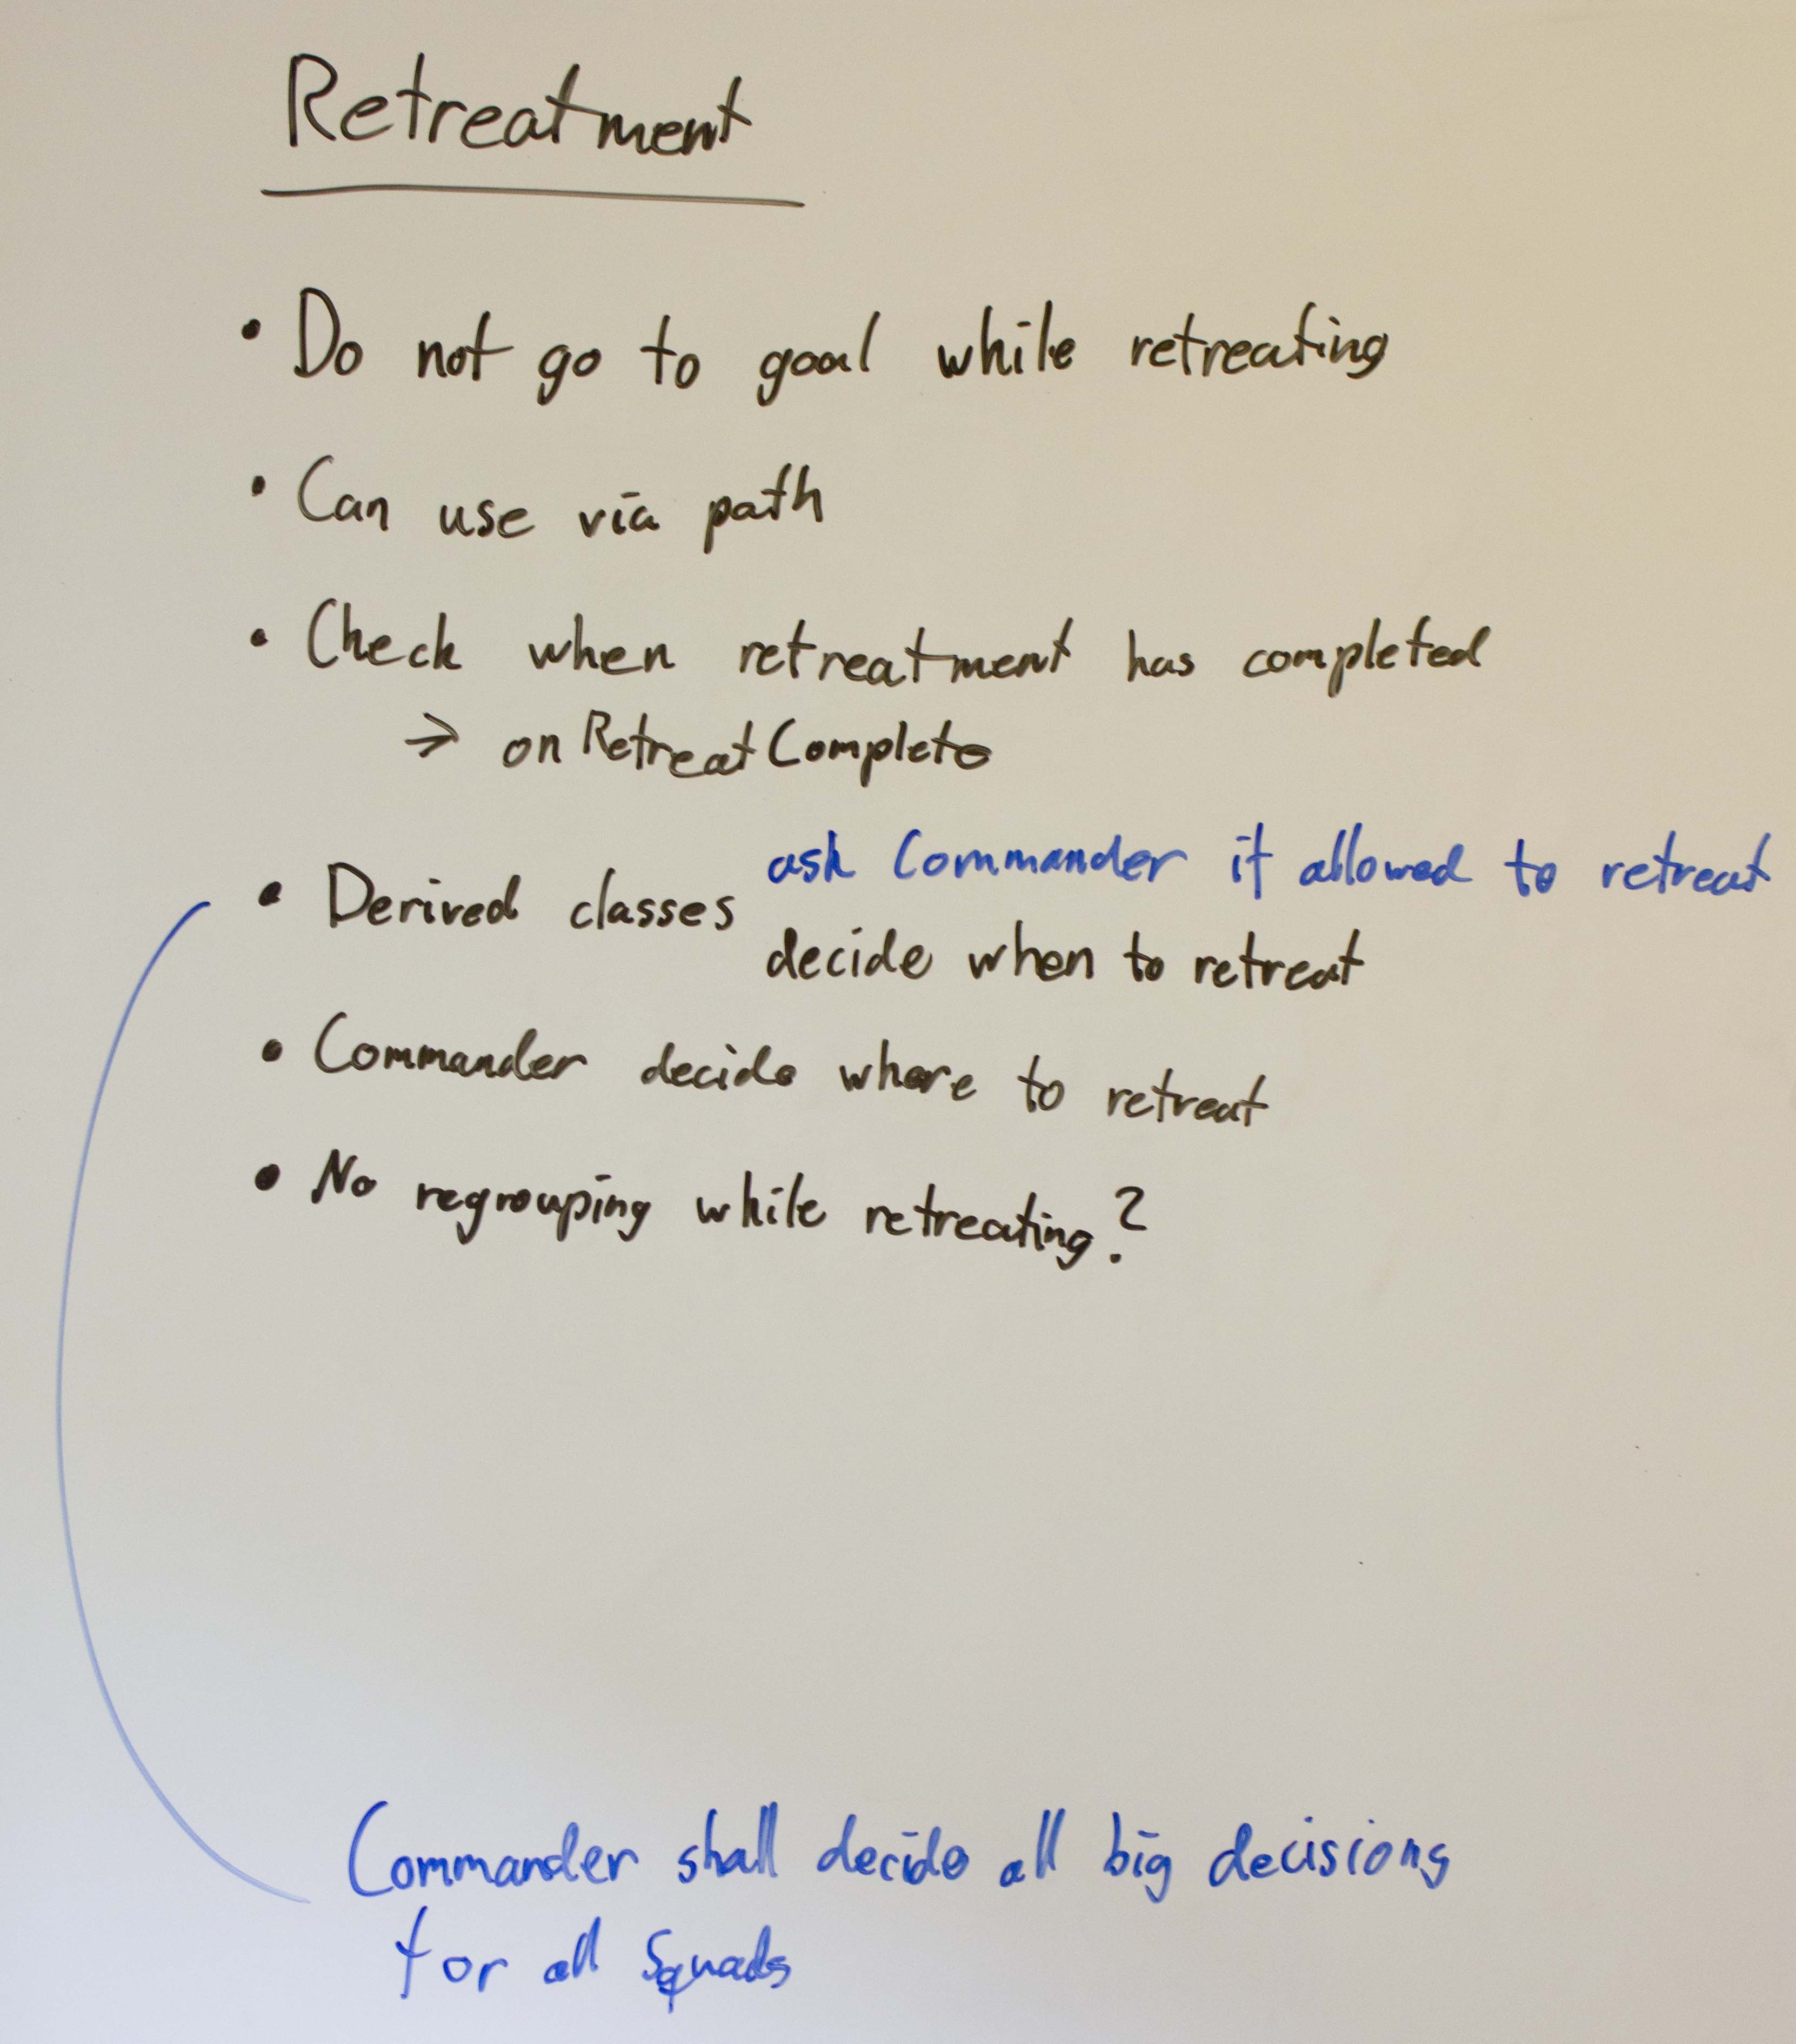 Retreatment
• Do not go to goal while retreating
• Can use via path
• Check when retreatment has completed
→ onRetreatComplete
ask Commander if allowed to retreat
• Derived classes
decide when to retreat
• Commander decide where to retreat
• No regrouping while retreating?
Commander shall decide all big decisions
for all Squads